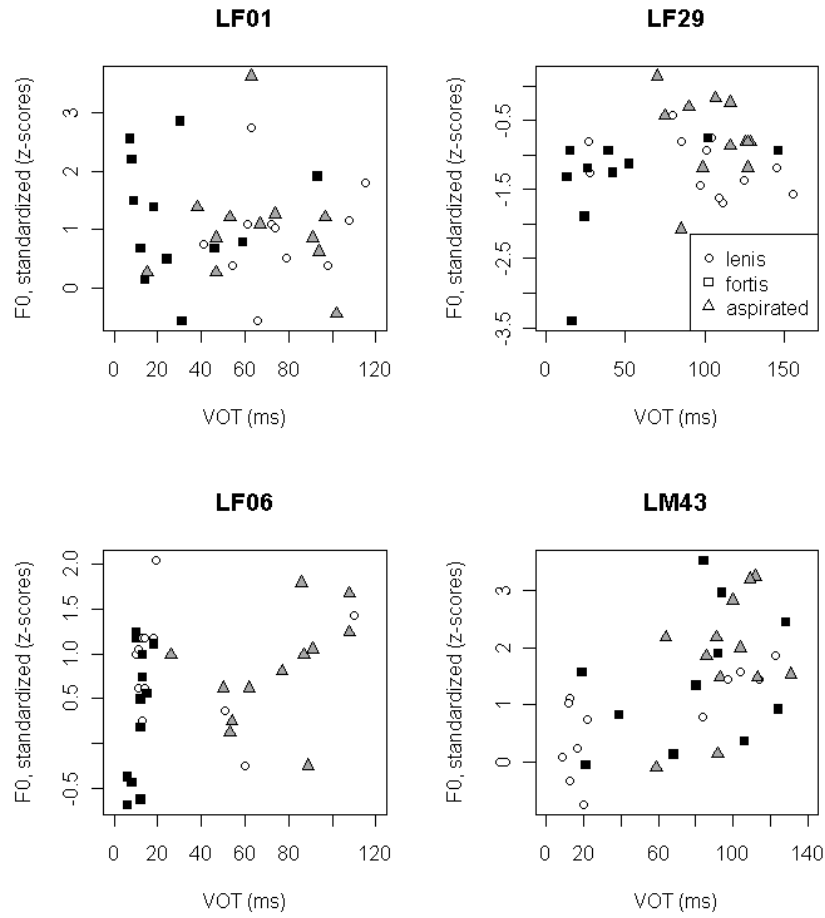 LF01
F0, standardized (z-scores)
3
2
1
0
0 20 40 60 80 120
VOT (ms)
LF29
F0, standardized (z-scores)
-0.5
-1.5
-2.5
-3.5
lenis
fortis
aspirated
0 50 100 150
VOT (ms)
LF06
F0, standardized (z-scores)
2.0
1.5
1.0
0.5
-0.5
0 20 40 60 80 120
VOT (ms)
LM43
F0, standardized (z-scores)
3
2
1
0
0 20 60 100 140
VOT (ms)